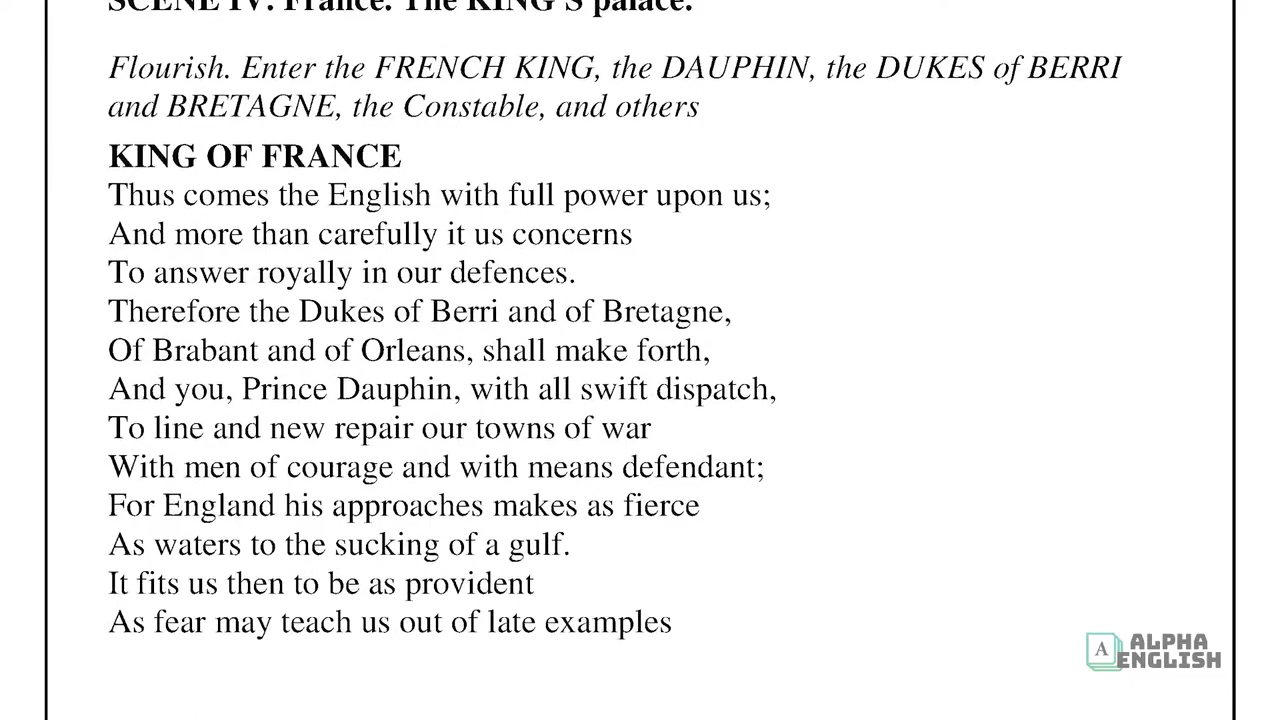 SCENE IV. France. The KING'S palace.
Flourish. Enter the FRENCH KING, the DAUPHIN, the DUKES of BERRI
and BRETAGNE, the Constable, and others
KING OF FRANCE
Thus comes the English with full power upon us;
And more than carefully it us concerns
To answer royally in our defences.
Therefore the Dukes of Berri and of Bretagne,
Of Brabant and of Orleans, shall make forth,
And you, Prince Dauphin, with all swift dispatch,
To line and new repair our towns of war
With men of courage and with means defendant;
For England his approaches makes as fierce
As waters to the sucking of a gulf.
It fits us then to be as provident
As fear may teach us out of late examples
A ALPHA
ENGLISH